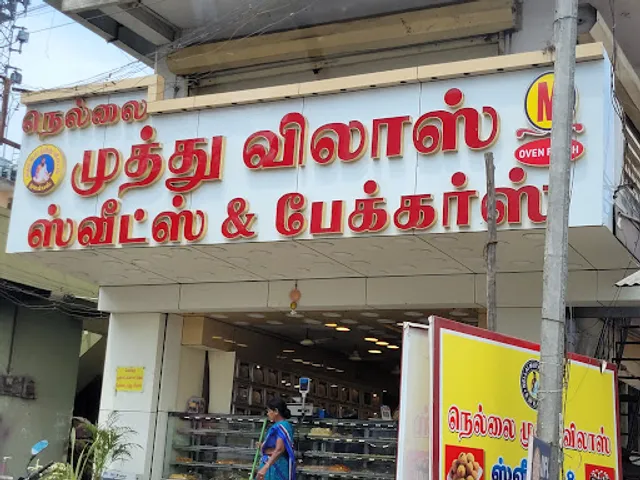 நெல்லை
முத்து விலாஸ்
ஸ்வீட்ஸ் & பேக்கர்ஸ்
M
OVEN FRESH
நெல்லை முத்து விலாஸ்
ஸ்வீட்ஸ் &